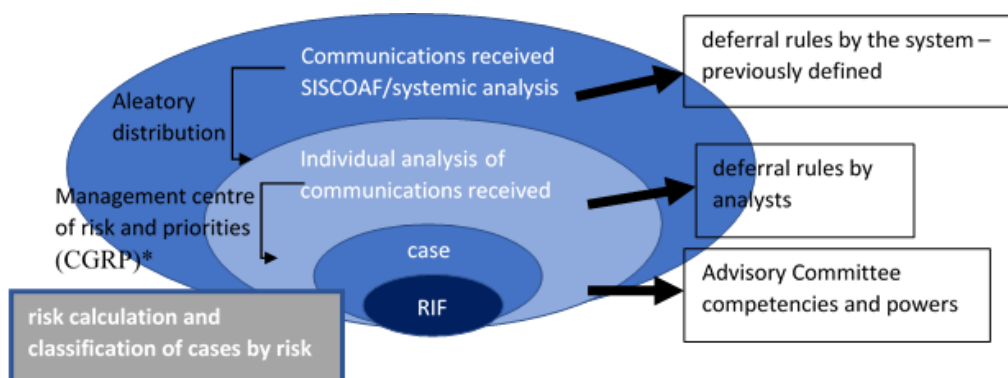 Communications received
SISCOAF/systemic analysis
deferral rules by the system –
previously defined
Aleatory
distribution
Individual analysis of
communications received
deferral rules by
analysts
Management centre
of risk and priorities
(CGRP)*
case
RIF
Advisory Committee
competencies and powers
risk calculation and
classification of cases by risk